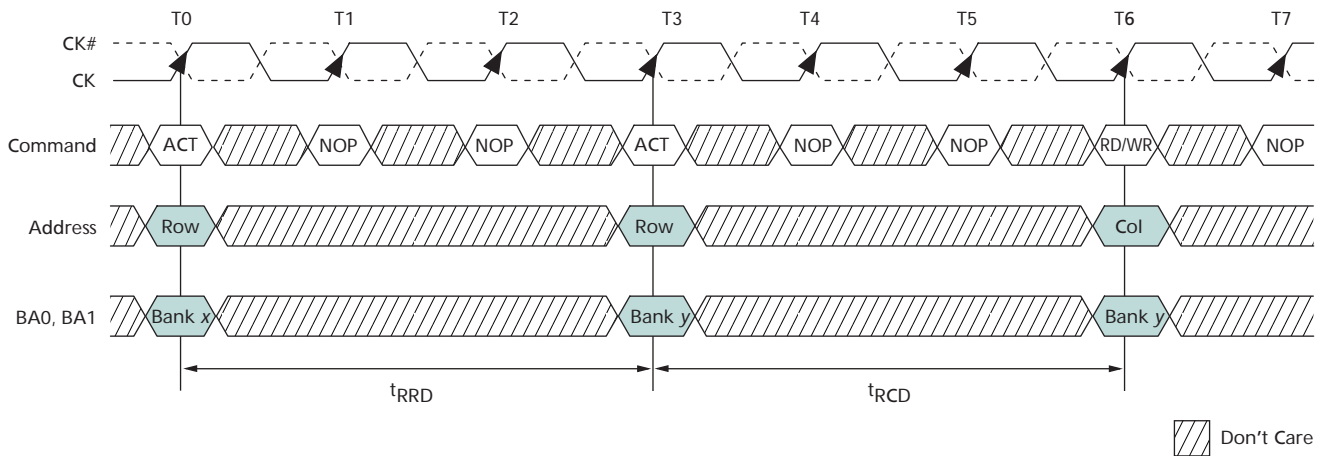 T0 T1 T2 T3 T4 T5 T6 T7
CK#
CK
Command ACT NOP NOP ACT NOP NOP RD/WR NOP
Address Row Row Col
BA0, BA1 Bank x Bank y Bank y
tRRD tRCD
Don't Care